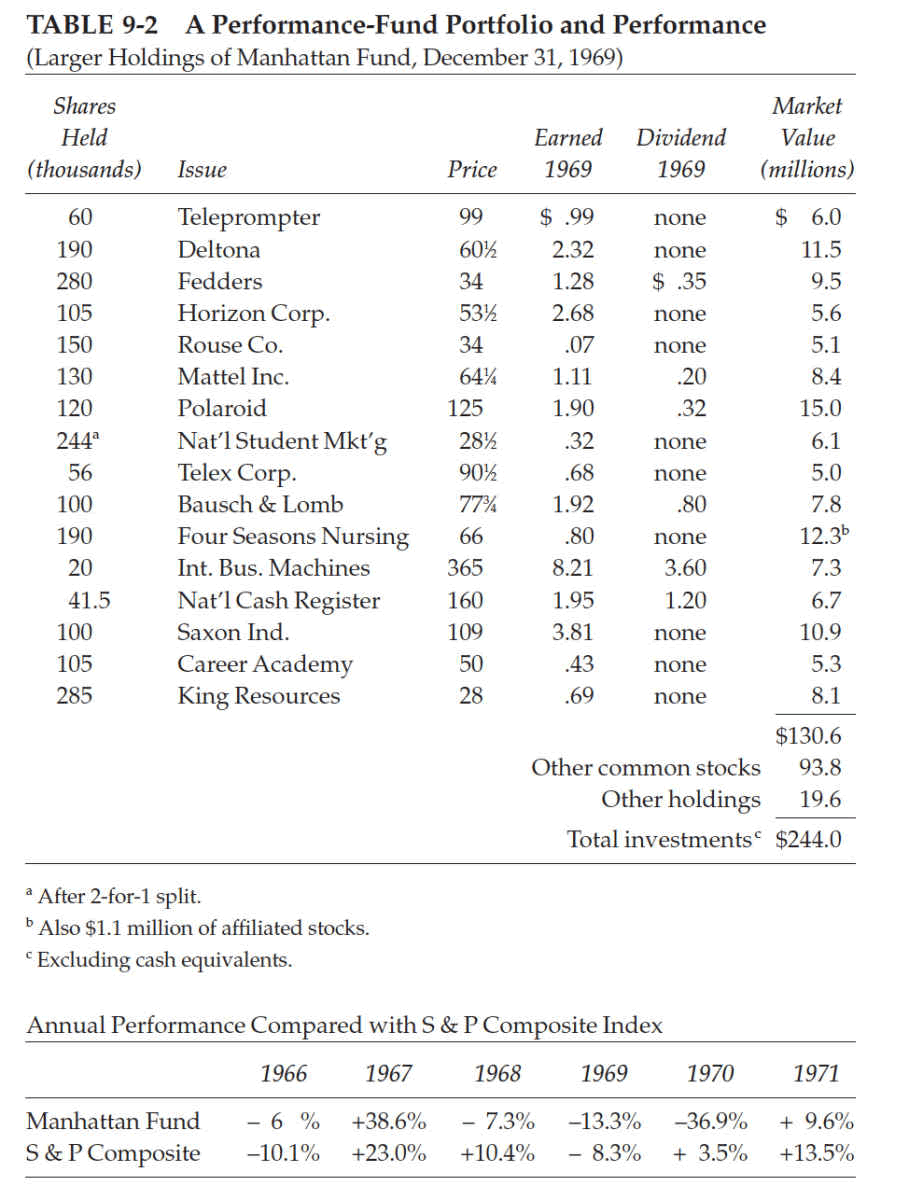 TABLE 9-2 A Performance-Fund Portfolio and Performance
(Larger Holdings of Manhattan Fund, December 31, 1969)
Shares Market
Held Earned Dividend Value
(thousands) Issue Price 1969 1969 (millions)
60 Teleprompter 99 $ .99 none $ 6.0
190 Deltona 60½ 2.32 none 11.5
280 Fedders 34 1.28 $ .35 9.5
105 Horizon Corp. 53½ 2.68 none 5.6
150 Rouse Co. 34 .07 none 5.1
130 Mattel Inc. 64¼ 1.11 .20 8.4
120 Polaroid 125 1.90 .32 15.0
244ᵃ Nat'l Student Mkt'g 28½ .32 none 6.1
56 Telex Corp. 90½ .68 none 5.0
100 Bausch & Lomb 77¾ 1.92 .80 7.8
190 Four Seasons Nursing 66 .80 none 12.3ᵇ
20 Int. Bus. Machines 365 8.21 3.60 7.3
41.5 Nat'l Cash Register 160 1.95 1.20 6.7
100 Saxon Ind. 109 3.81 none 10.9
105 Career Academy 50 .43 none 5.3
285 King Resources 28 .69 none 8.1
$130.6
Other common stocks 93.8
Other holdings 19.6
Total investmentsᶜ $244.0
ᵃ After 2-for-1 split.
ᵇ Also $1.1 million of affiliated stocks.
ᶜ Excluding cash equivalents.
Annual Performance Compared with S & P Composite Index
1966 1967 1968 1969 1970 1971
Manhattan Fund – 6 % +38.6% – 7.3% –13.3% –36.9% + 9.6%
S & P Composite –10.1% +23.0% +10.4% – 8.3% + 3.5% +13.5%